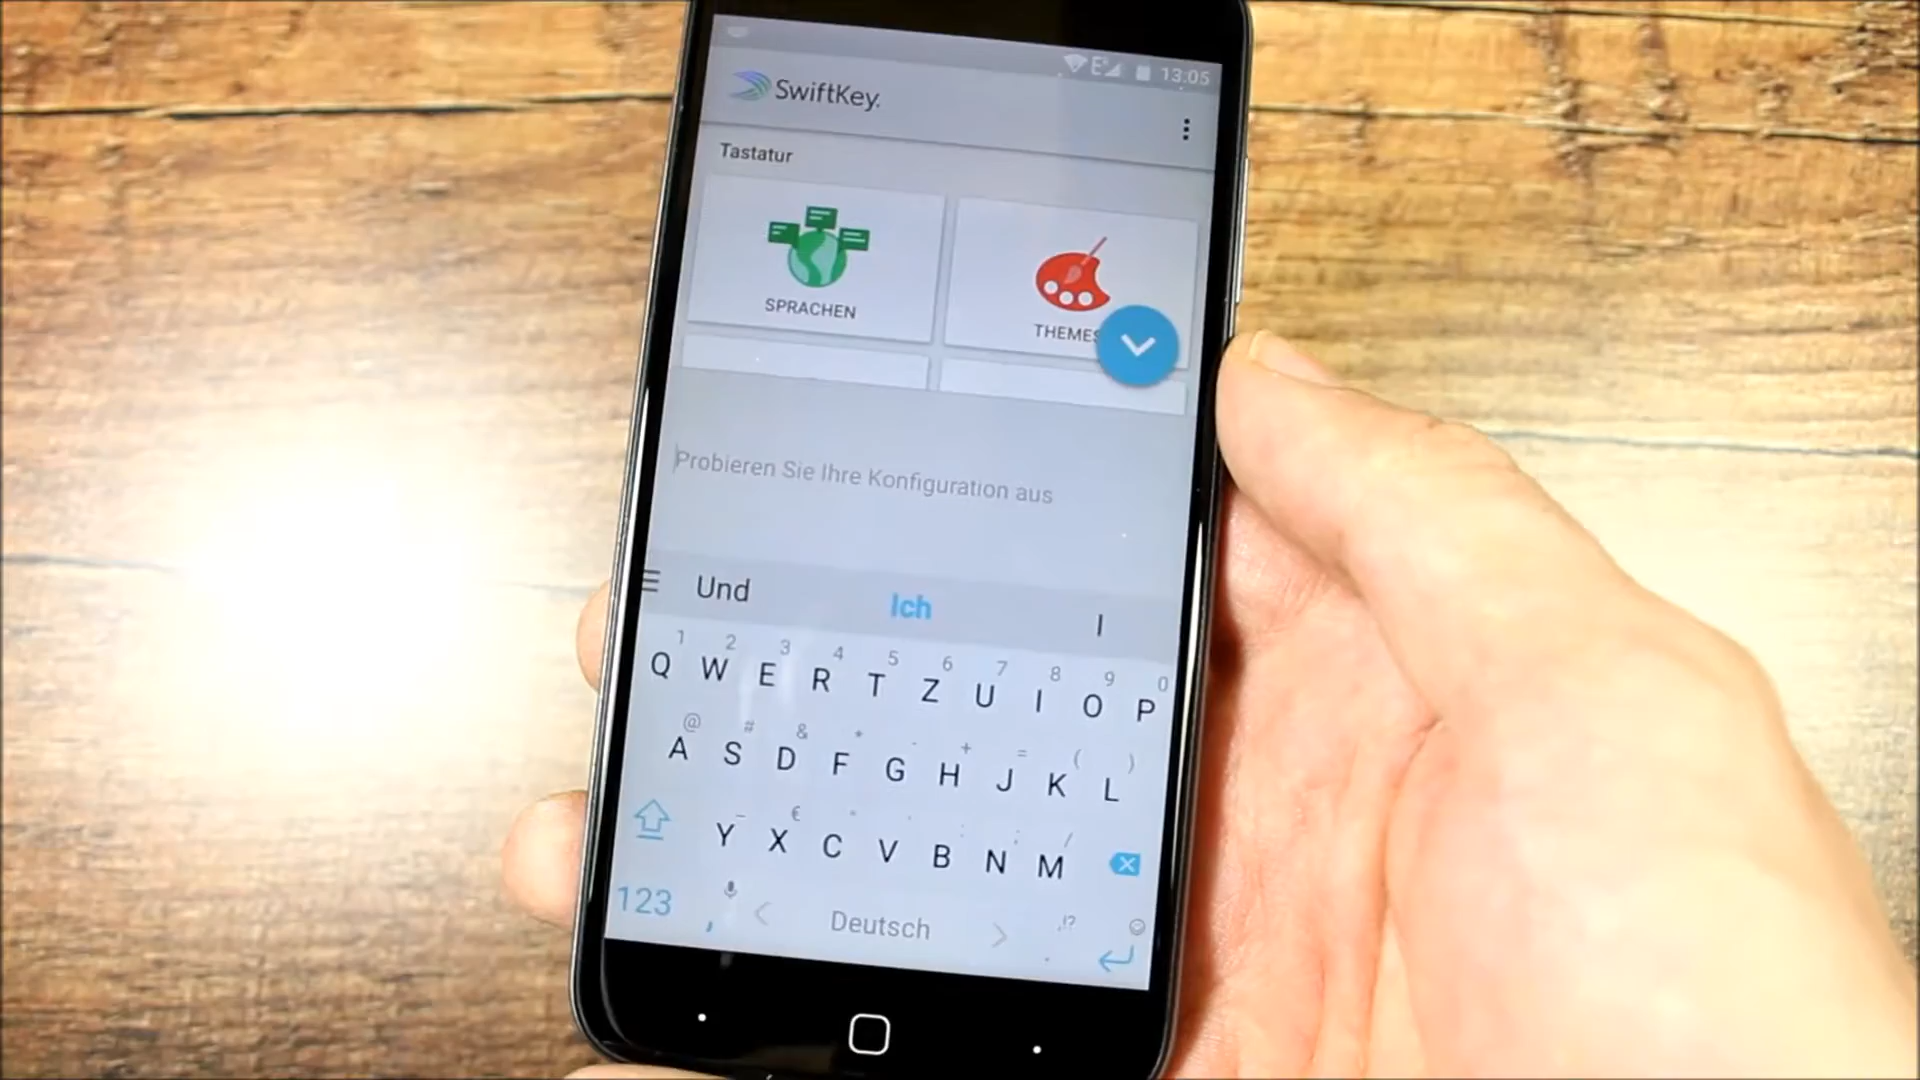 E 13:05
SwiftKey.
Tastatur
SPRACHEN THEMES
Probieren Sie Ihre Konfiguration aus
Und Ich I
1 2 3 4 5 6 7 8 9 0
Q W E R T Z U I O P
@ # & * - + = ( )
A S D F G H J K L
€ /
Y X C V B N M
123 , Deutsch . ,!?